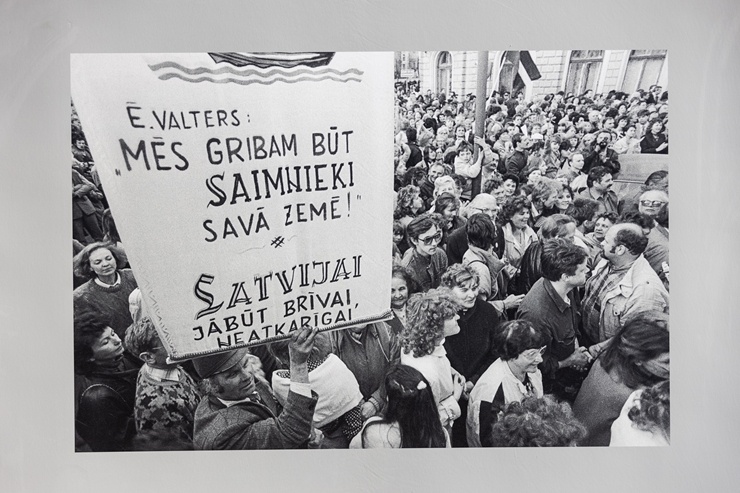 Ē.VALTERS:
"MĒS GRIBAM BŪT
SAIMNIEKI
SAVĀ ZEMĒ!"
LATVIJAI
JĀBŪT BRĪVAI,
NEATKARĪGAI